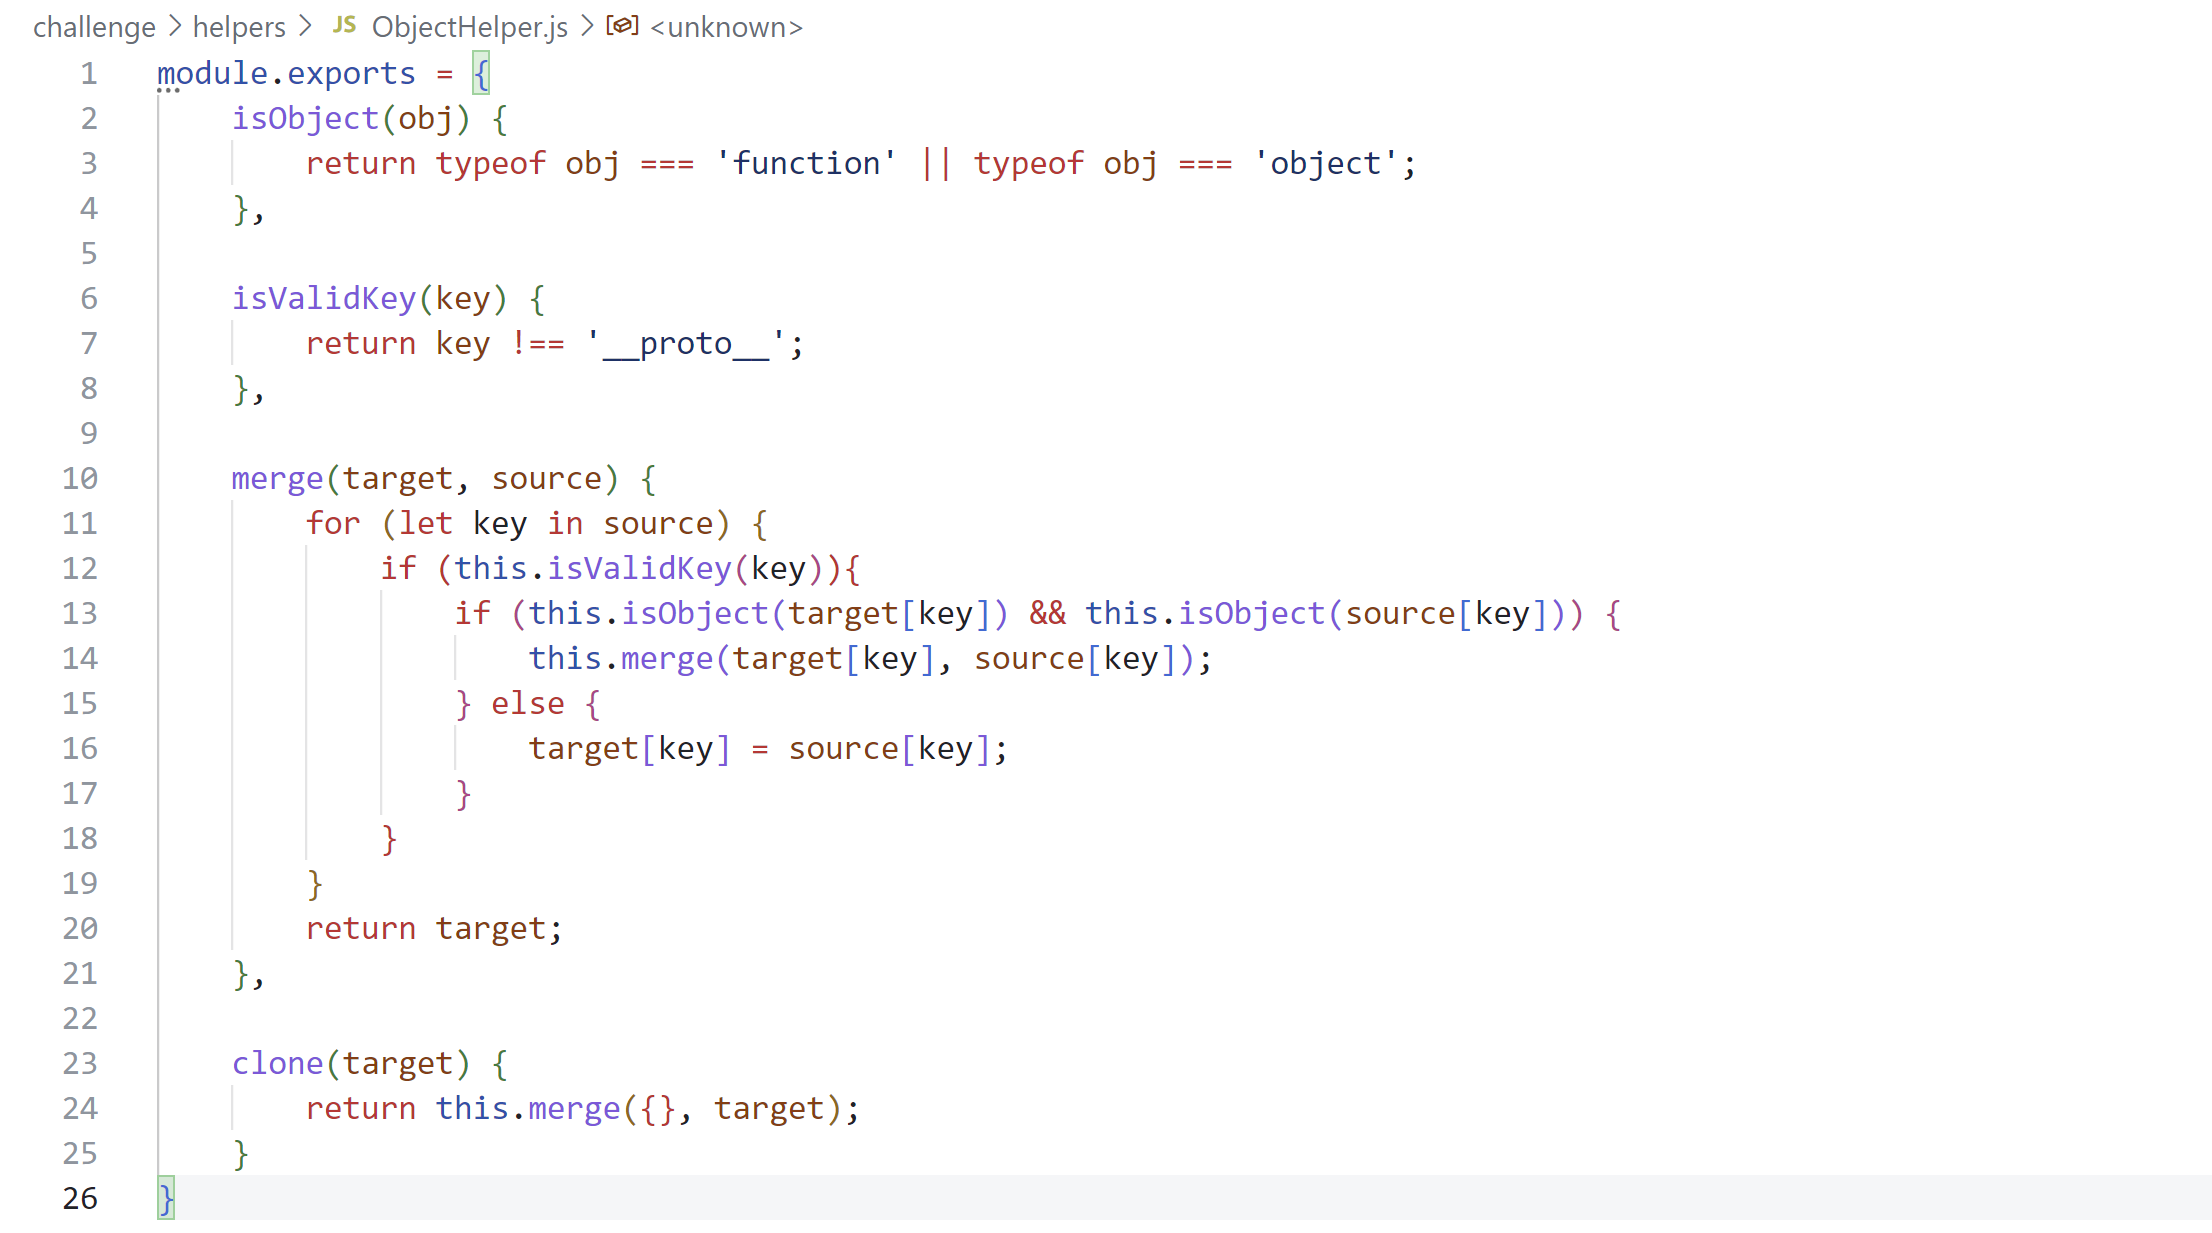 challenge > helpers > JS ObjectHelper.js > <unknown>
1 module.exports = {
2 isObject(obj) {
3 return typeof obj === 'function' || typeof obj === 'object';
4 },
5
6 isValidKey(key) {
7 return key !== '__proto__';
8 },
9
10 merge(target, source) {
11 for (let key in source) {
12 if (this.isValidKey(key)){
13 if (this.isObject(target[key]) && this.isObject(source[key])) {
14 this.merge(target[key], source[key]);
15 } else {
16 target[key] = source[key];
17 }
18 }
19 }
20 return target;
21 },
22
23 clone(target) {
24 return this.merge({}, target);
25 }
26 }